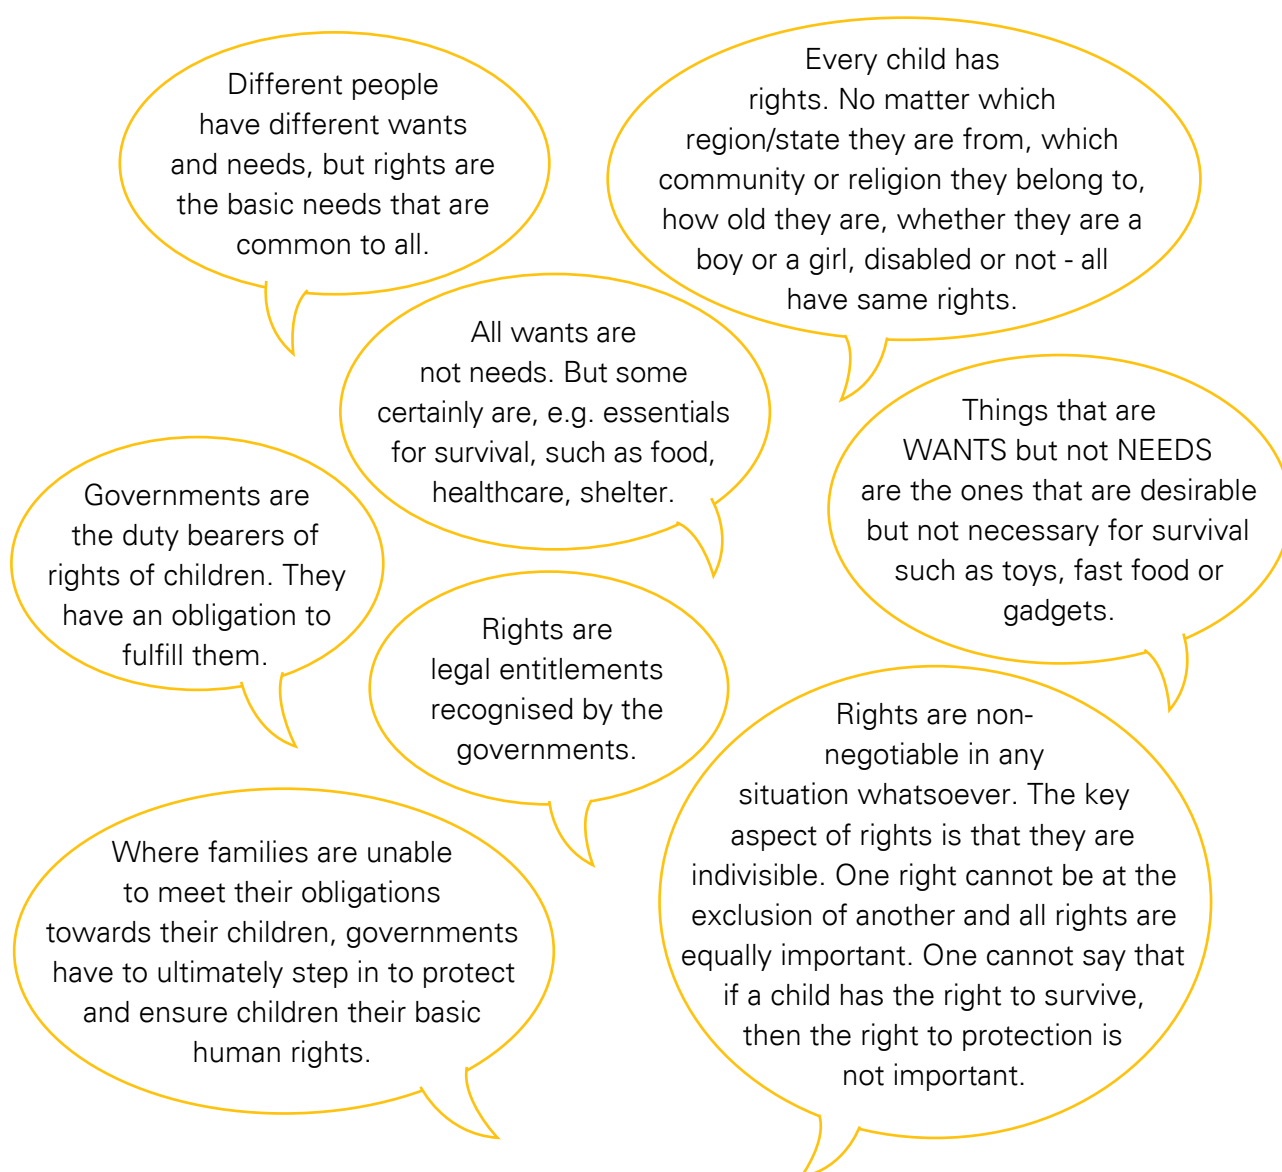 Different people
have different wants
and needs, but rights are
the basic needs that are
common to all.
Every child has
rights. No matter which
region/state they are from, which
community or religion they belong to,
how old they are, whether they are a
boy or a girl, disabled or not - all
have same rights.
All wants are
not needs. But some
certainly are, e.g. essentials
for survival, such as food,
healthcare, shelter.
Things that are
WANTS but not NEEDS
are the ones that are desirable
but not necessary for survival
such as toys, fast food or
gadgets.
Governments are
the duty bearers of
rights of children. They
have an obligation to
fulfill them.
Rights are
legal entitlements
recognised by the
governments.
Rights are non-
negotiable in any
situation whatsoever. The key
aspect of rights is that they are
indivisible. One right cannot be at the
exclusion of another and all rights are
equally important. One cannot say that
if a child has the right to survive,
then the right to protection is
not important.
Where families are unable
to meet their obligations
towards their children, governments
have to ultimately step in to protect
and ensure children their basic
human rights.